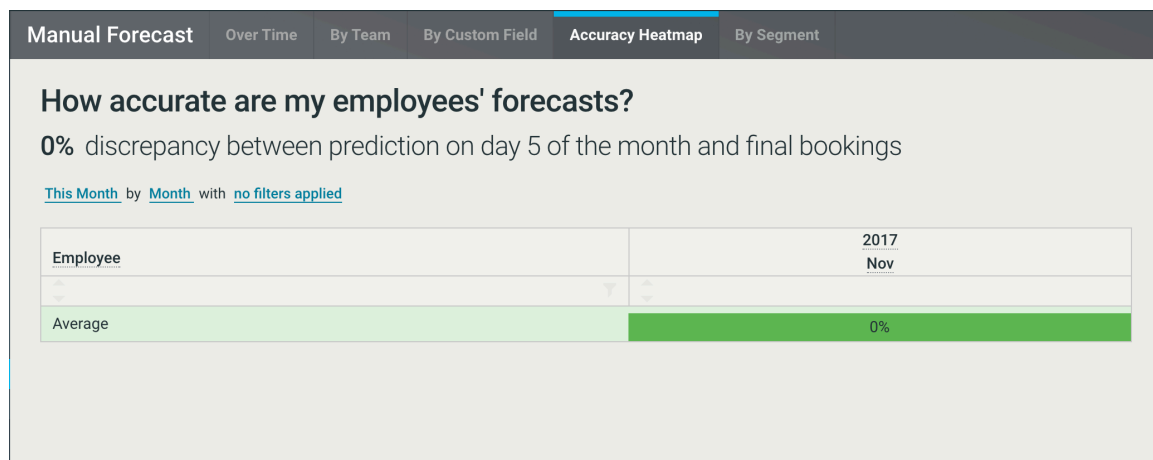 Manual Forecast Over Time By Team By Custom Field Accuracy Heatmap By Segment
How accurate are my employees' forecasts?
0% discrepancy between prediction on day 5 of the month and final bookings
This Month by Month with no filters applied
Employee
2017
Nov
Average 0%